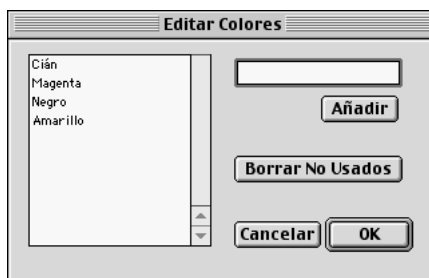 Editar Colores
Cián
Magenta
Negro
Amarillo
Añadir
Borrar No Usados
Cancelar
OK